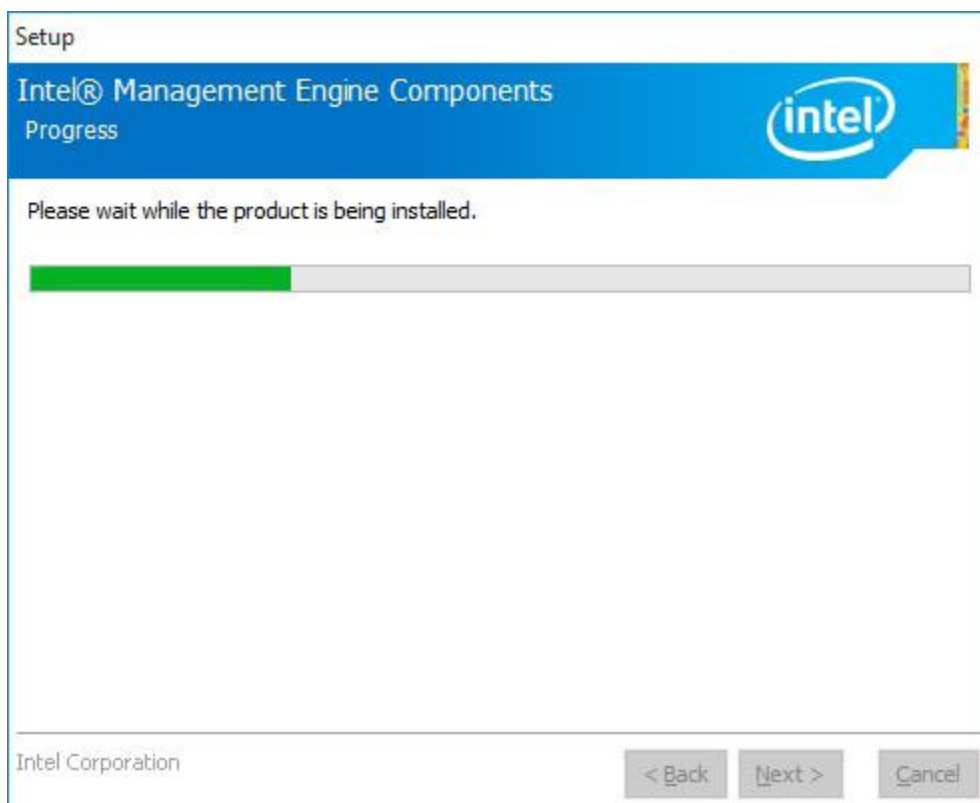 Setup
Intel® Management Engine Components
Progress
intel
Please wait while the product is being installed.
Intel Corporation
< Back
Next >
Cancel